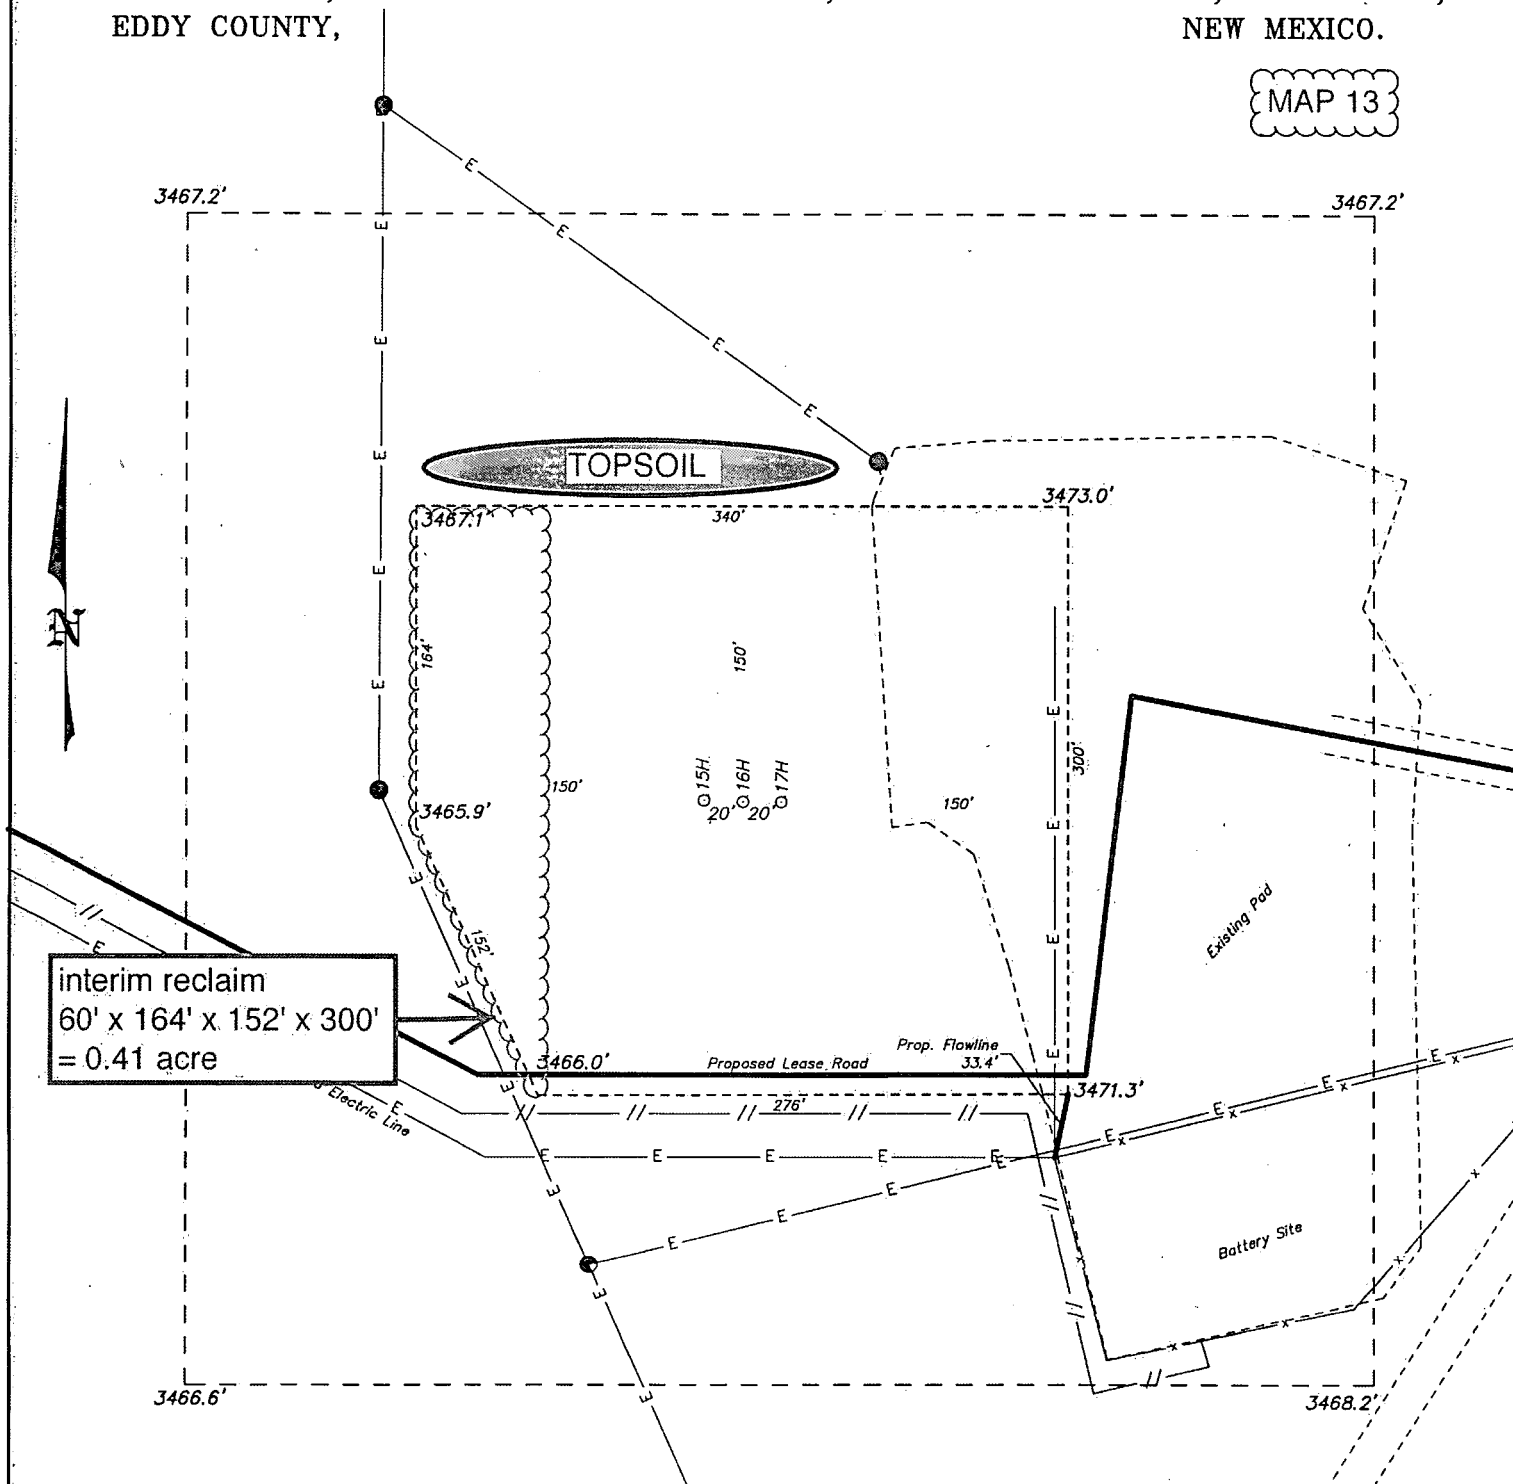 EDDY COUNTY,
NEW MEXICO.
MAP 13
3467.2'
3467.2'
E
E
E
E
E
E
E
E
E
TOPSOIL
3473.0'
3467.1'
340'
N
164'
150'
E
300'
15H
16H
17H
20'
20'
150'
150'
3465.9'
E
E
E
Existing Pad
//
E
152'
E
E
interim reclaim
60' x 164' x 152' x 300'
= 0.41 acre
Prop. Flowline
33.4'
3466.0'
Proposed Lease Road
E
E
x
3471.3'
E
x
276'
E
Electric Line
E
//
//
//
//
//
E
x
E
x
E
E
E
E
E
E
E
E
E
E
//
x
Battery Site
x
x
E
//
x
x
//
3466.6'
E
3468.2'